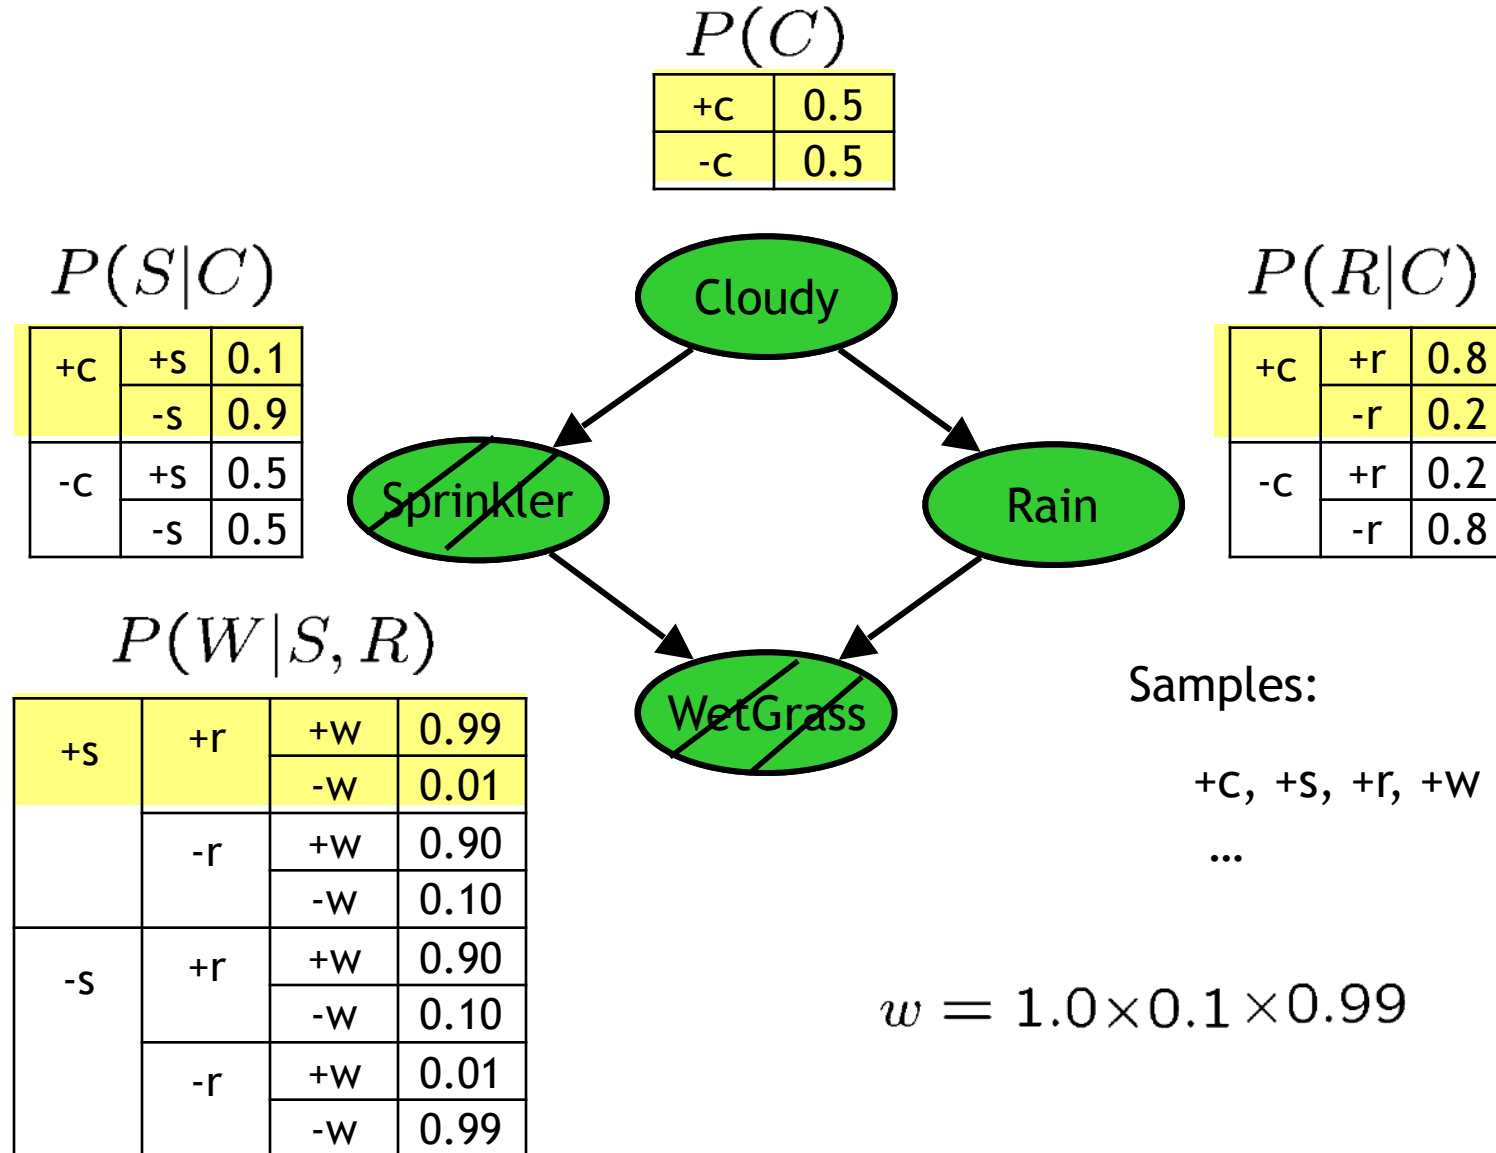 P(C)
+c 0.5
-c 0.5
P(S|C)
+c +s 0.1
-s 0.9
-c +s 0.5
-s 0.5
Cloudy
P(R|C)
+c +r 0.8
-r 0.2
-c +r 0.2
-r 0.8
Sprinkler
Rain
P(W|S, R)
+s +r +w 0.99
-w 0.01
-r +w 0.90
-w 0.10
-s +r +w 0.90
-w 0.10
-r +w 0.01
-w 0.99
WetGrass
Samples:
+c, +s, +r, +w
...
w = 1.0×0.1×0.99